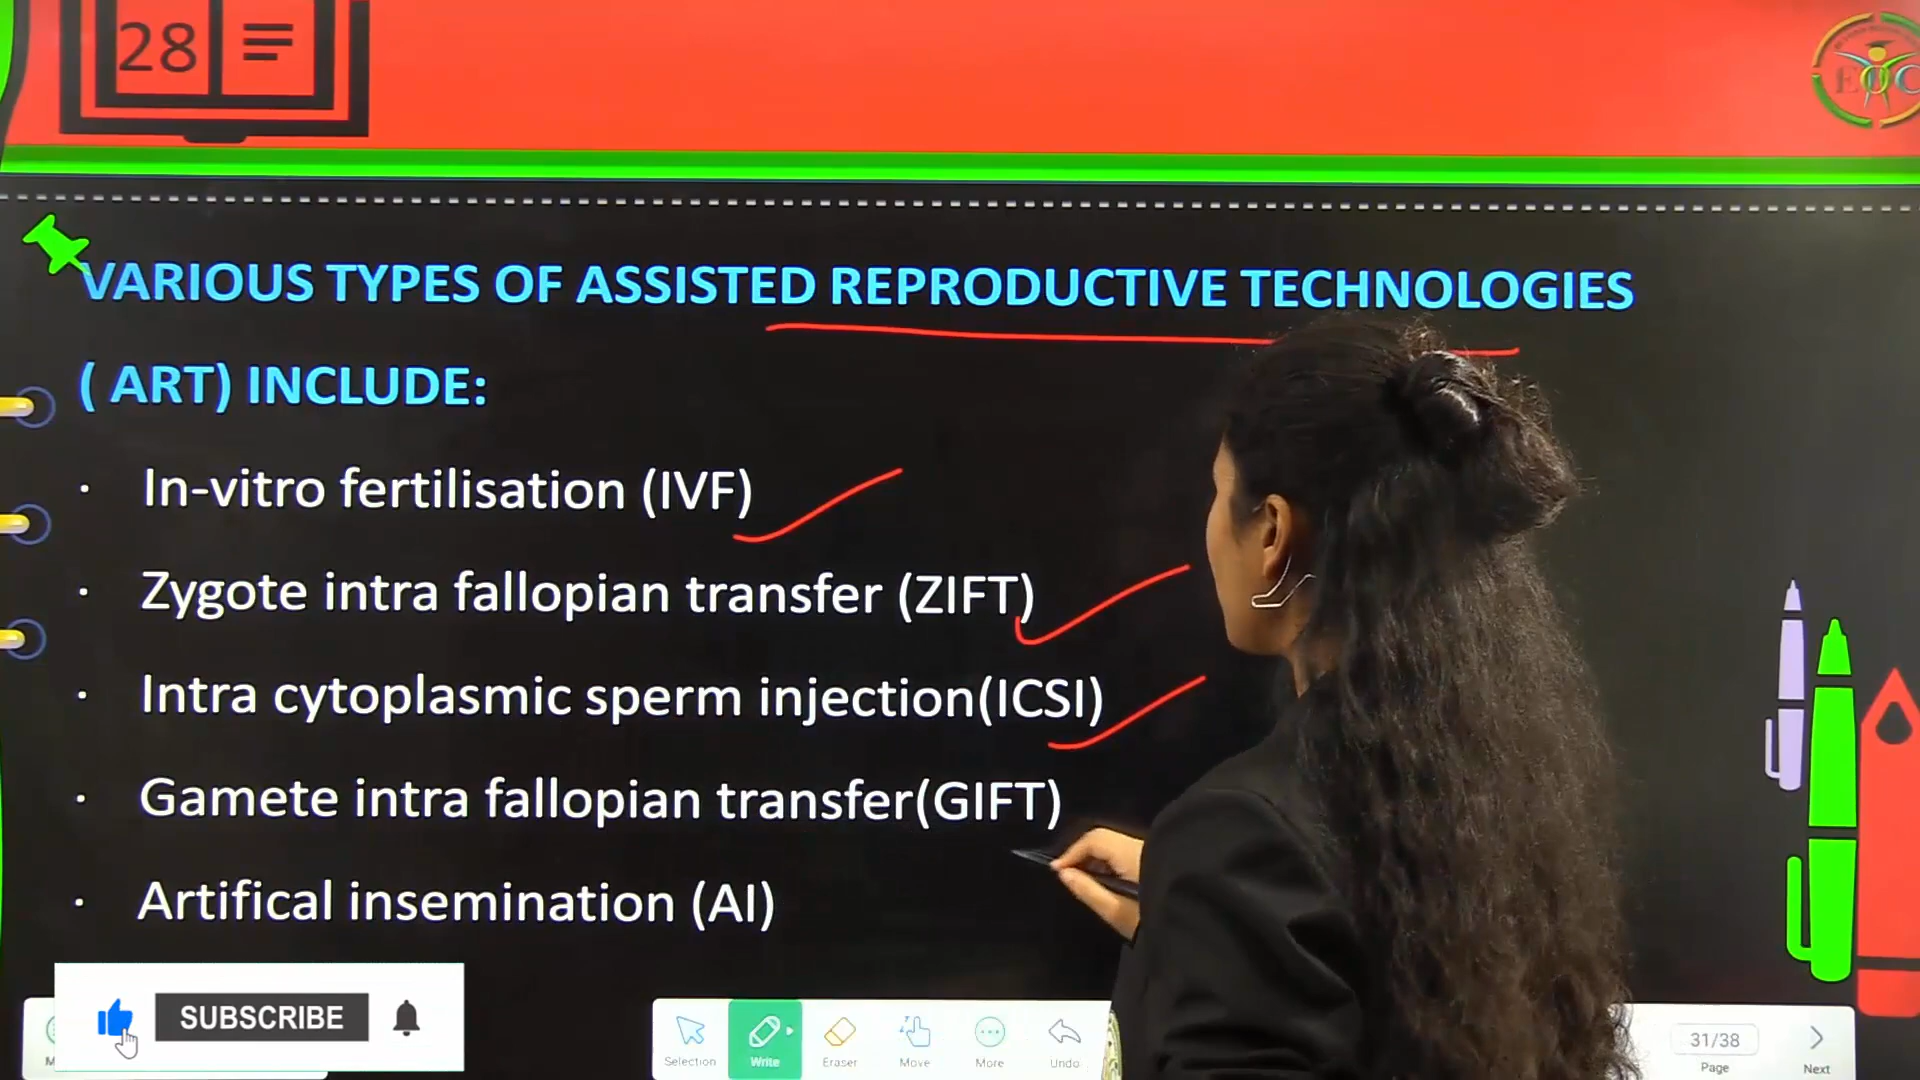 28
EOC
VARIOUS TYPES OF ASSISTED REPRODUCTIVE TECHNOLOGIES
( ART) INCLUDE:
· In-vitro fertilisation (IVF)
· Zygote intra fallopian transfer (ZIFT)
· Intra cytoplasmic sperm injection(ICSI)
· Gamete intra fallopian transfer(GIFT)
· Artifical insemination (AI)
SUBSCRIBE
Selection Write Eraser Move More Undo
31/38
Page Next